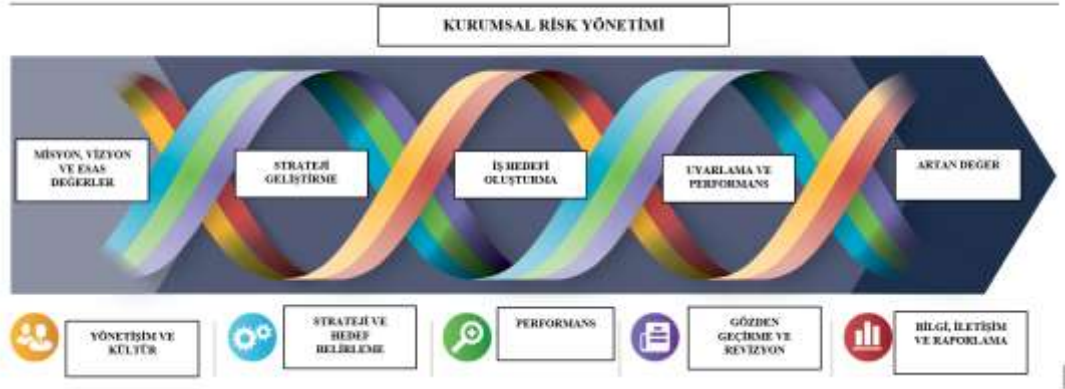 KURUMSAL RİSK YÖNETİMİ
MİSYON, VİZYON
VE ESAS
DEĞERLER
STRATEJİ
GELİŞTİRME
İŞ HEDEFİ
OLUŞTURMA
UYARLAMA VE
PERFORMANS
ARTAN DEĞER
YÖNETİŞİM VE
KÜLTÜR
STRATEJİ VE
HEDEF
BELİRLEME
PERFORMANS
GÖZDEN
GEÇİRME VE
REVİZYON
BİLGİ, İLETİŞİM
VE RAPORLAMA